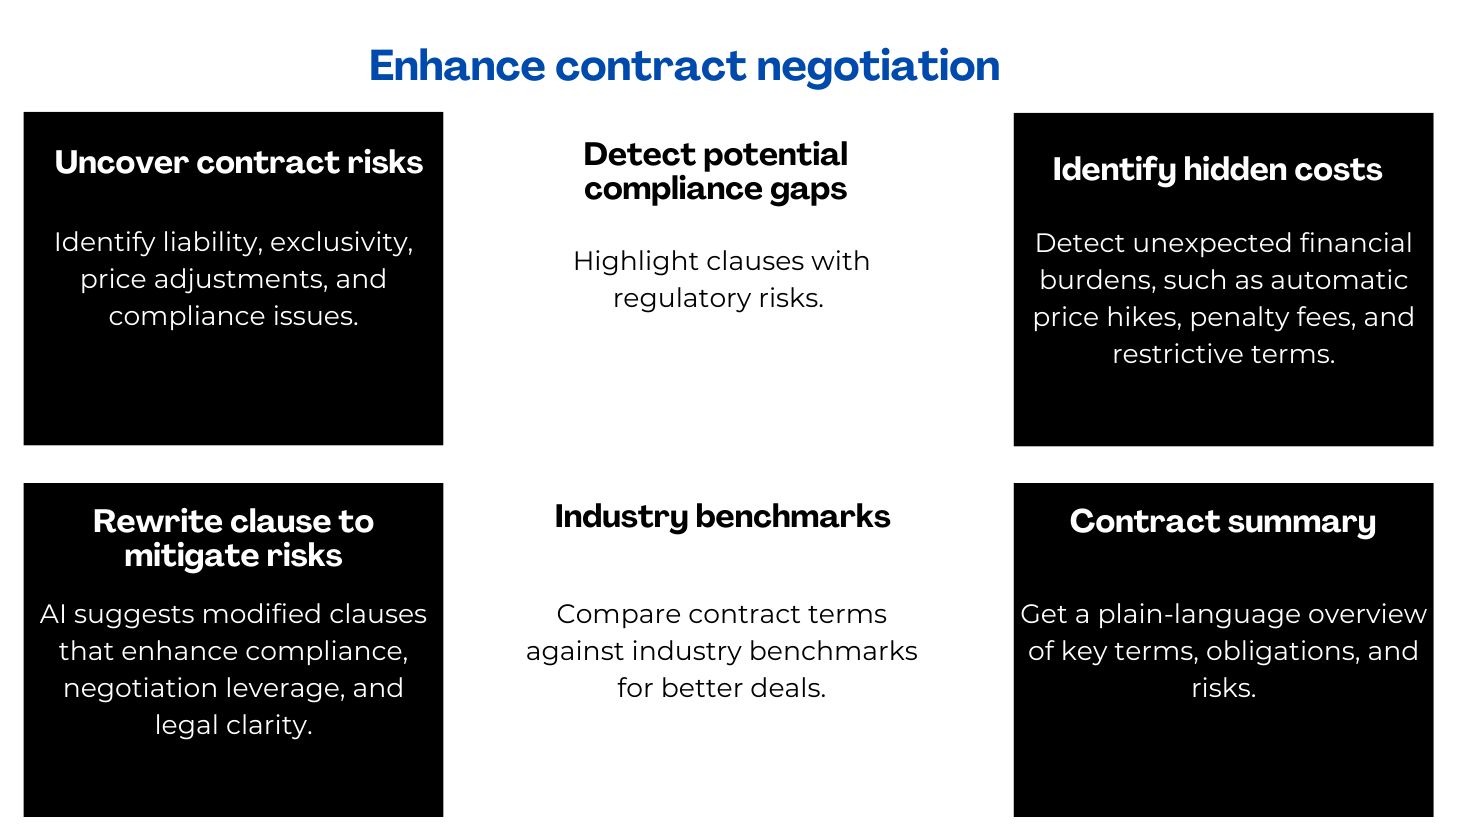 Enhance contract negotiation
Uncover contract risks
Identify liability, exclusivity,
price adjustments, and
compliance issues.
Detect potential
compliance gaps
Highlight clauses with
regulatory risks.
Identify hidden costs
Detect unexpected financial
burdens, such as automatic
price hikes, penalty fees, and
restrictive terms.
Rewrite clause to
mitigate risks
AI suggests modified clauses
that enhance compliance,
negotiation leverage, and
legal clarity.
Industry benchmarks
Compare contract terms
against industry benchmarks
for better deals.
Contract summary
Get a plain-language overview
of key terms, obligations, and
risks.